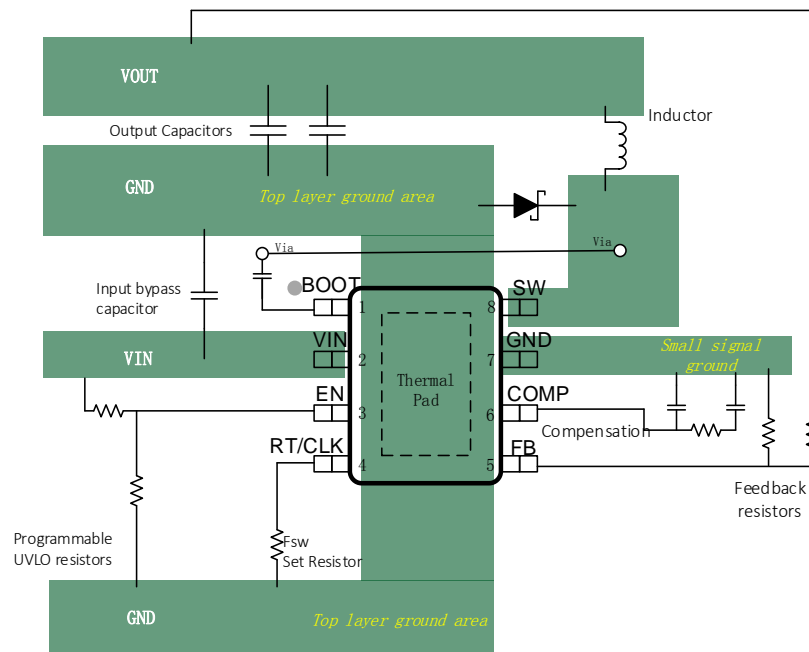 VOUT
Inductor
Output Capacitors
GND
Top layer ground area
Via
Via
BOOT
SW
Input bypass
capacitor
1
8
VIN
VIN
GND
Small signal
ground
2
7
Thermal
Pad
EN
COMP
3
6
Compensation
RT/CLK
FB
4
5
Feedback
resistors
Programmable
UVLO resistors
Fsw
Set Resistor
GND
Top layer ground area